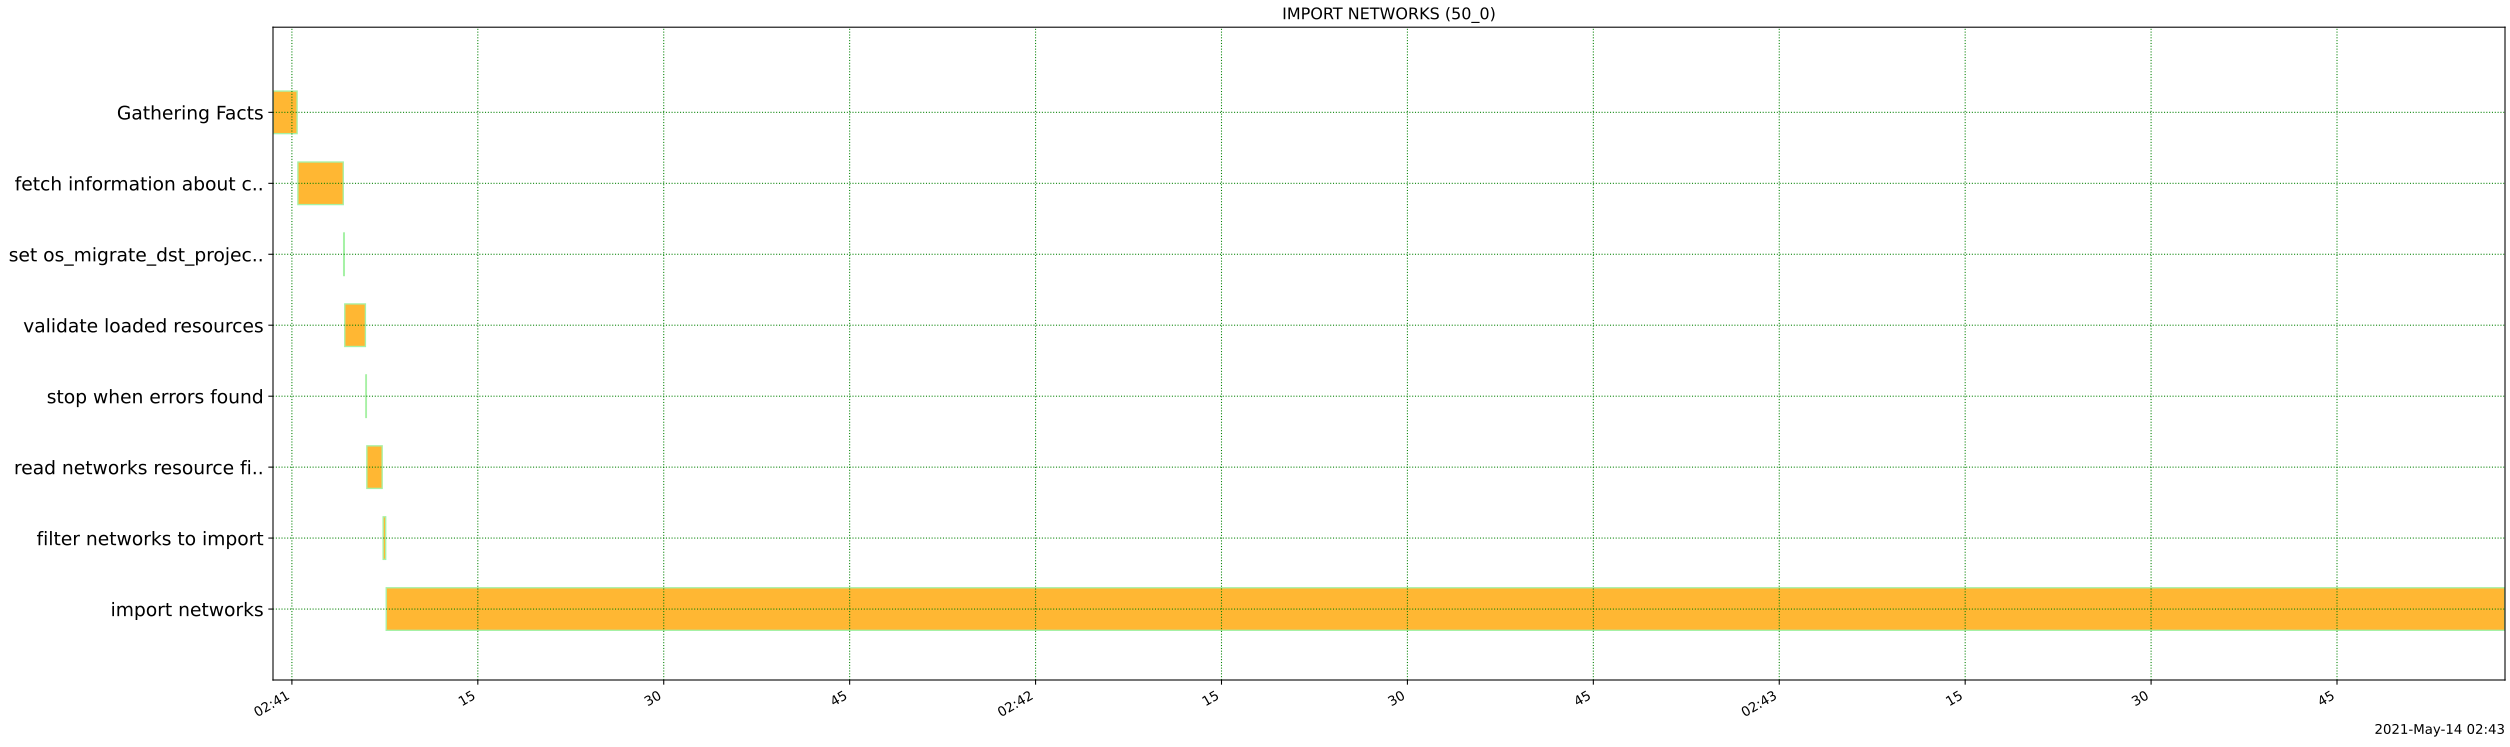 IMPORT NETWORKS (50_0)
Gathering Facts
fetch information about c..
set os_migrate_dst_projec..
validate loaded resources
stop when errors found
read networks resource fi..
filter networks to import
import networks
02:41 15 30 45 02:42 15 30 45 02:43 15 30 45
2021-May-14 02:43